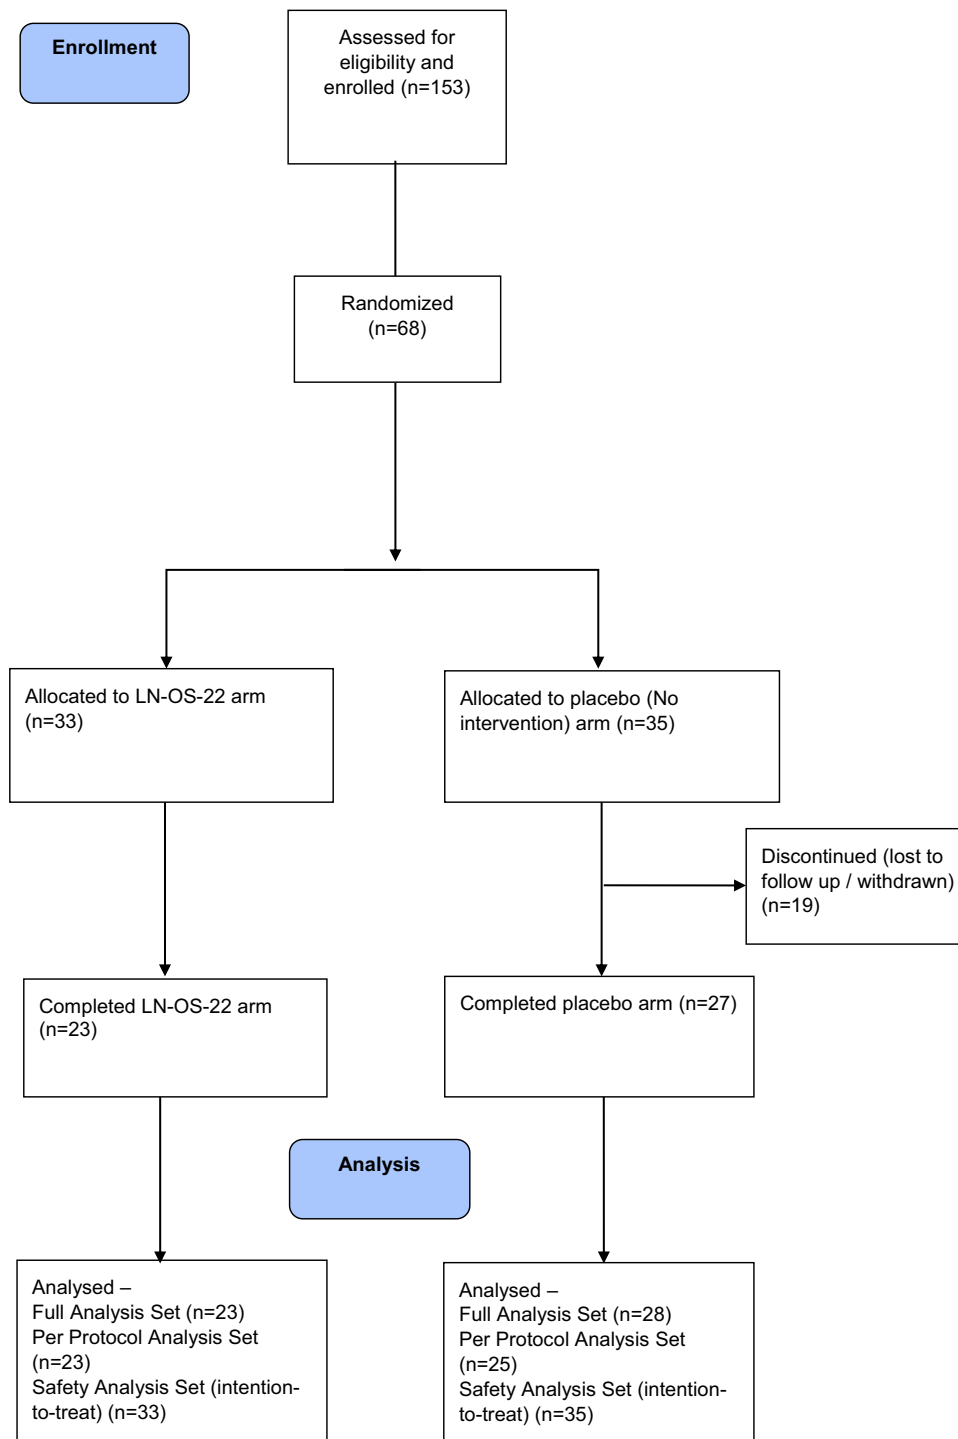 Enrollment
Assessed for
eligibility and
enrolled (n=153)
Randomized
(n=68)
Allocated to LN-OS-22 arm
(n=33)
Allocated to placebo (No
intervention) arm (n=35)
Discontinued (lost to
follow up / withdrawn)
(n=19)
Completed LN-OS-22 arm
(n=23)
Completed placebo arm (n=27)
Analysis
Analysed –
Full Analysis Set (n=23)
Per Protocol Analysis Set
(n=23)
Safety Analysis Set (intention-
to-treat) (n=33)
Analysed –
Full Analysis Set (n=28)
Per Protocol Analysis Set
(n=25)
Safety Analysis Set (intention-
to-treat) (n=35)